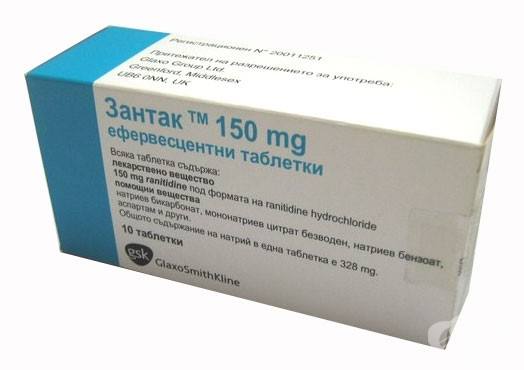 Регистрационен N° 20011251
Притежател на разрешението за употреба:
Glaxo Group Ltd.
Greenford, Middlesex
UB6 0NN. UK
Зантак ™ 150 mg
ефервесцентни таблетки
Всяка таблетка съдържа:
лекарствено вещество
150 mg ranitidine под формата на ranitidine hydrochloride
помощни вещества
натриев бикарбонат, мононатриев цитрат безводен, натриев бензоат,
аспартам и други.
Общото съдържание на натрий в една таблетка е 328 mg.
10 таблетки
gsk
GlaxoSmithKline